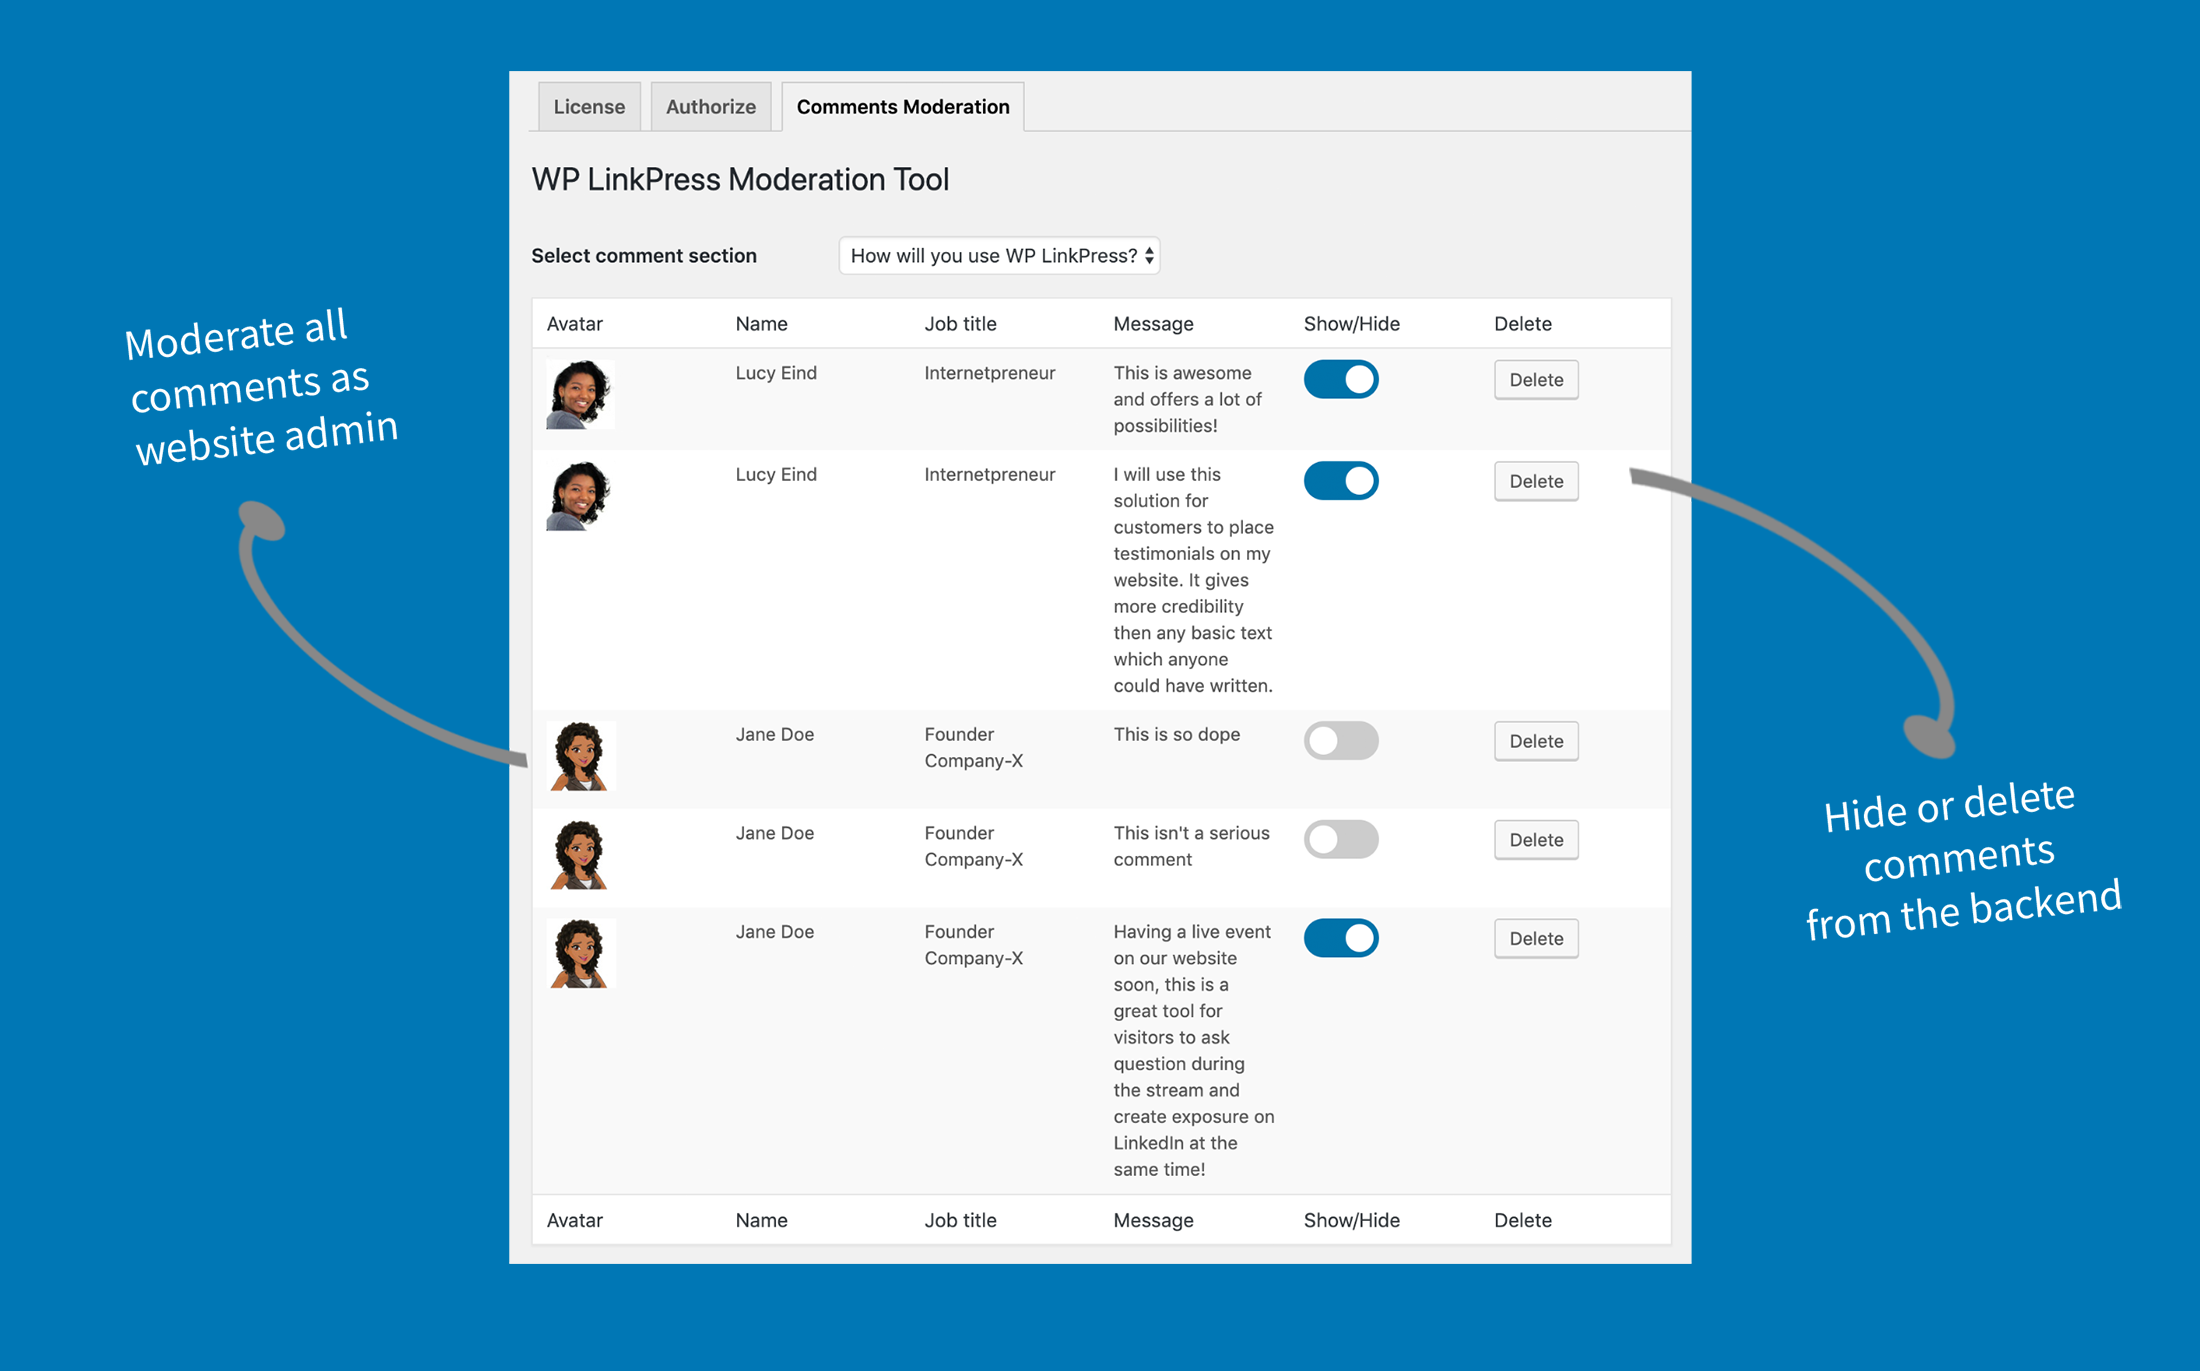 License Authorize Comments Moderation
WP LinkPress Moderation Tool
Select comment section How will you use WP LinkPress?
Moderate all
comments as
website admin
Avatar Name Job title Message Show/Hide Delete
Lucy Eind Internetpreneur This is awesome Delete
and offers a lot of
possibilities!
Lucy Eind Internetpreneur I will use this Delete
solution for
customers to place
testimonials on my
website. It gives
more credibility
then any basic text
which anyone
could have written.
Jane Doe Founder This is so dope Delete
Company-X
Jane Doe Founder This isn't a serious Delete
Company-X comment
Jane Doe Founder Having a live event Delete
Company-X on our website
soon, this is a
great tool for
visitors to ask
question during
the stream and
create exposure on
LinkedIn at the
same time!
Avatar Name Job title Message Show/Hide Delete
Hide or delete
comments
from the backend